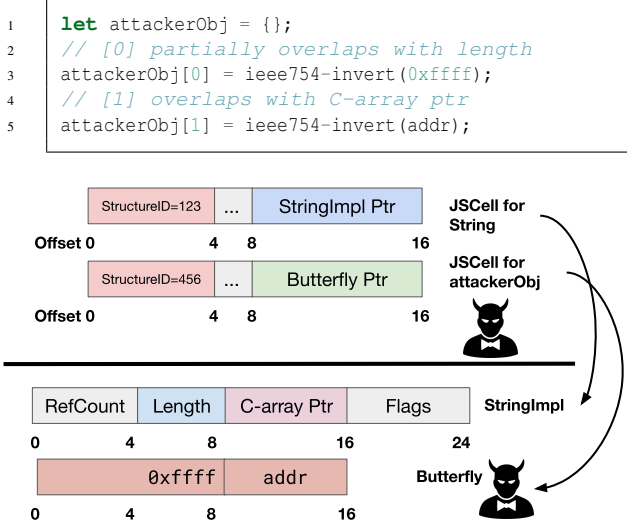 1 let attackerObj = {};
2 // [0] partially overlaps with length
3 attackerObj[0] = ieee754-invert(0xffff);
4 // [1] overlaps with C-array ptr
5 attackerObj[1] = ieee754-invert(addr);
StructureID=123 ... StringImpl Ptr
JSCell for
String
Offset 0 4 8 16
StructureID=456 ... Butterfly Ptr
JSCell for
attackerObj
Offset 0 4 8 16
RefCount Length C-array Ptr Flags StringImpl
0 4 8 16 24
0xffff addr Butterfly
0 4 8 16